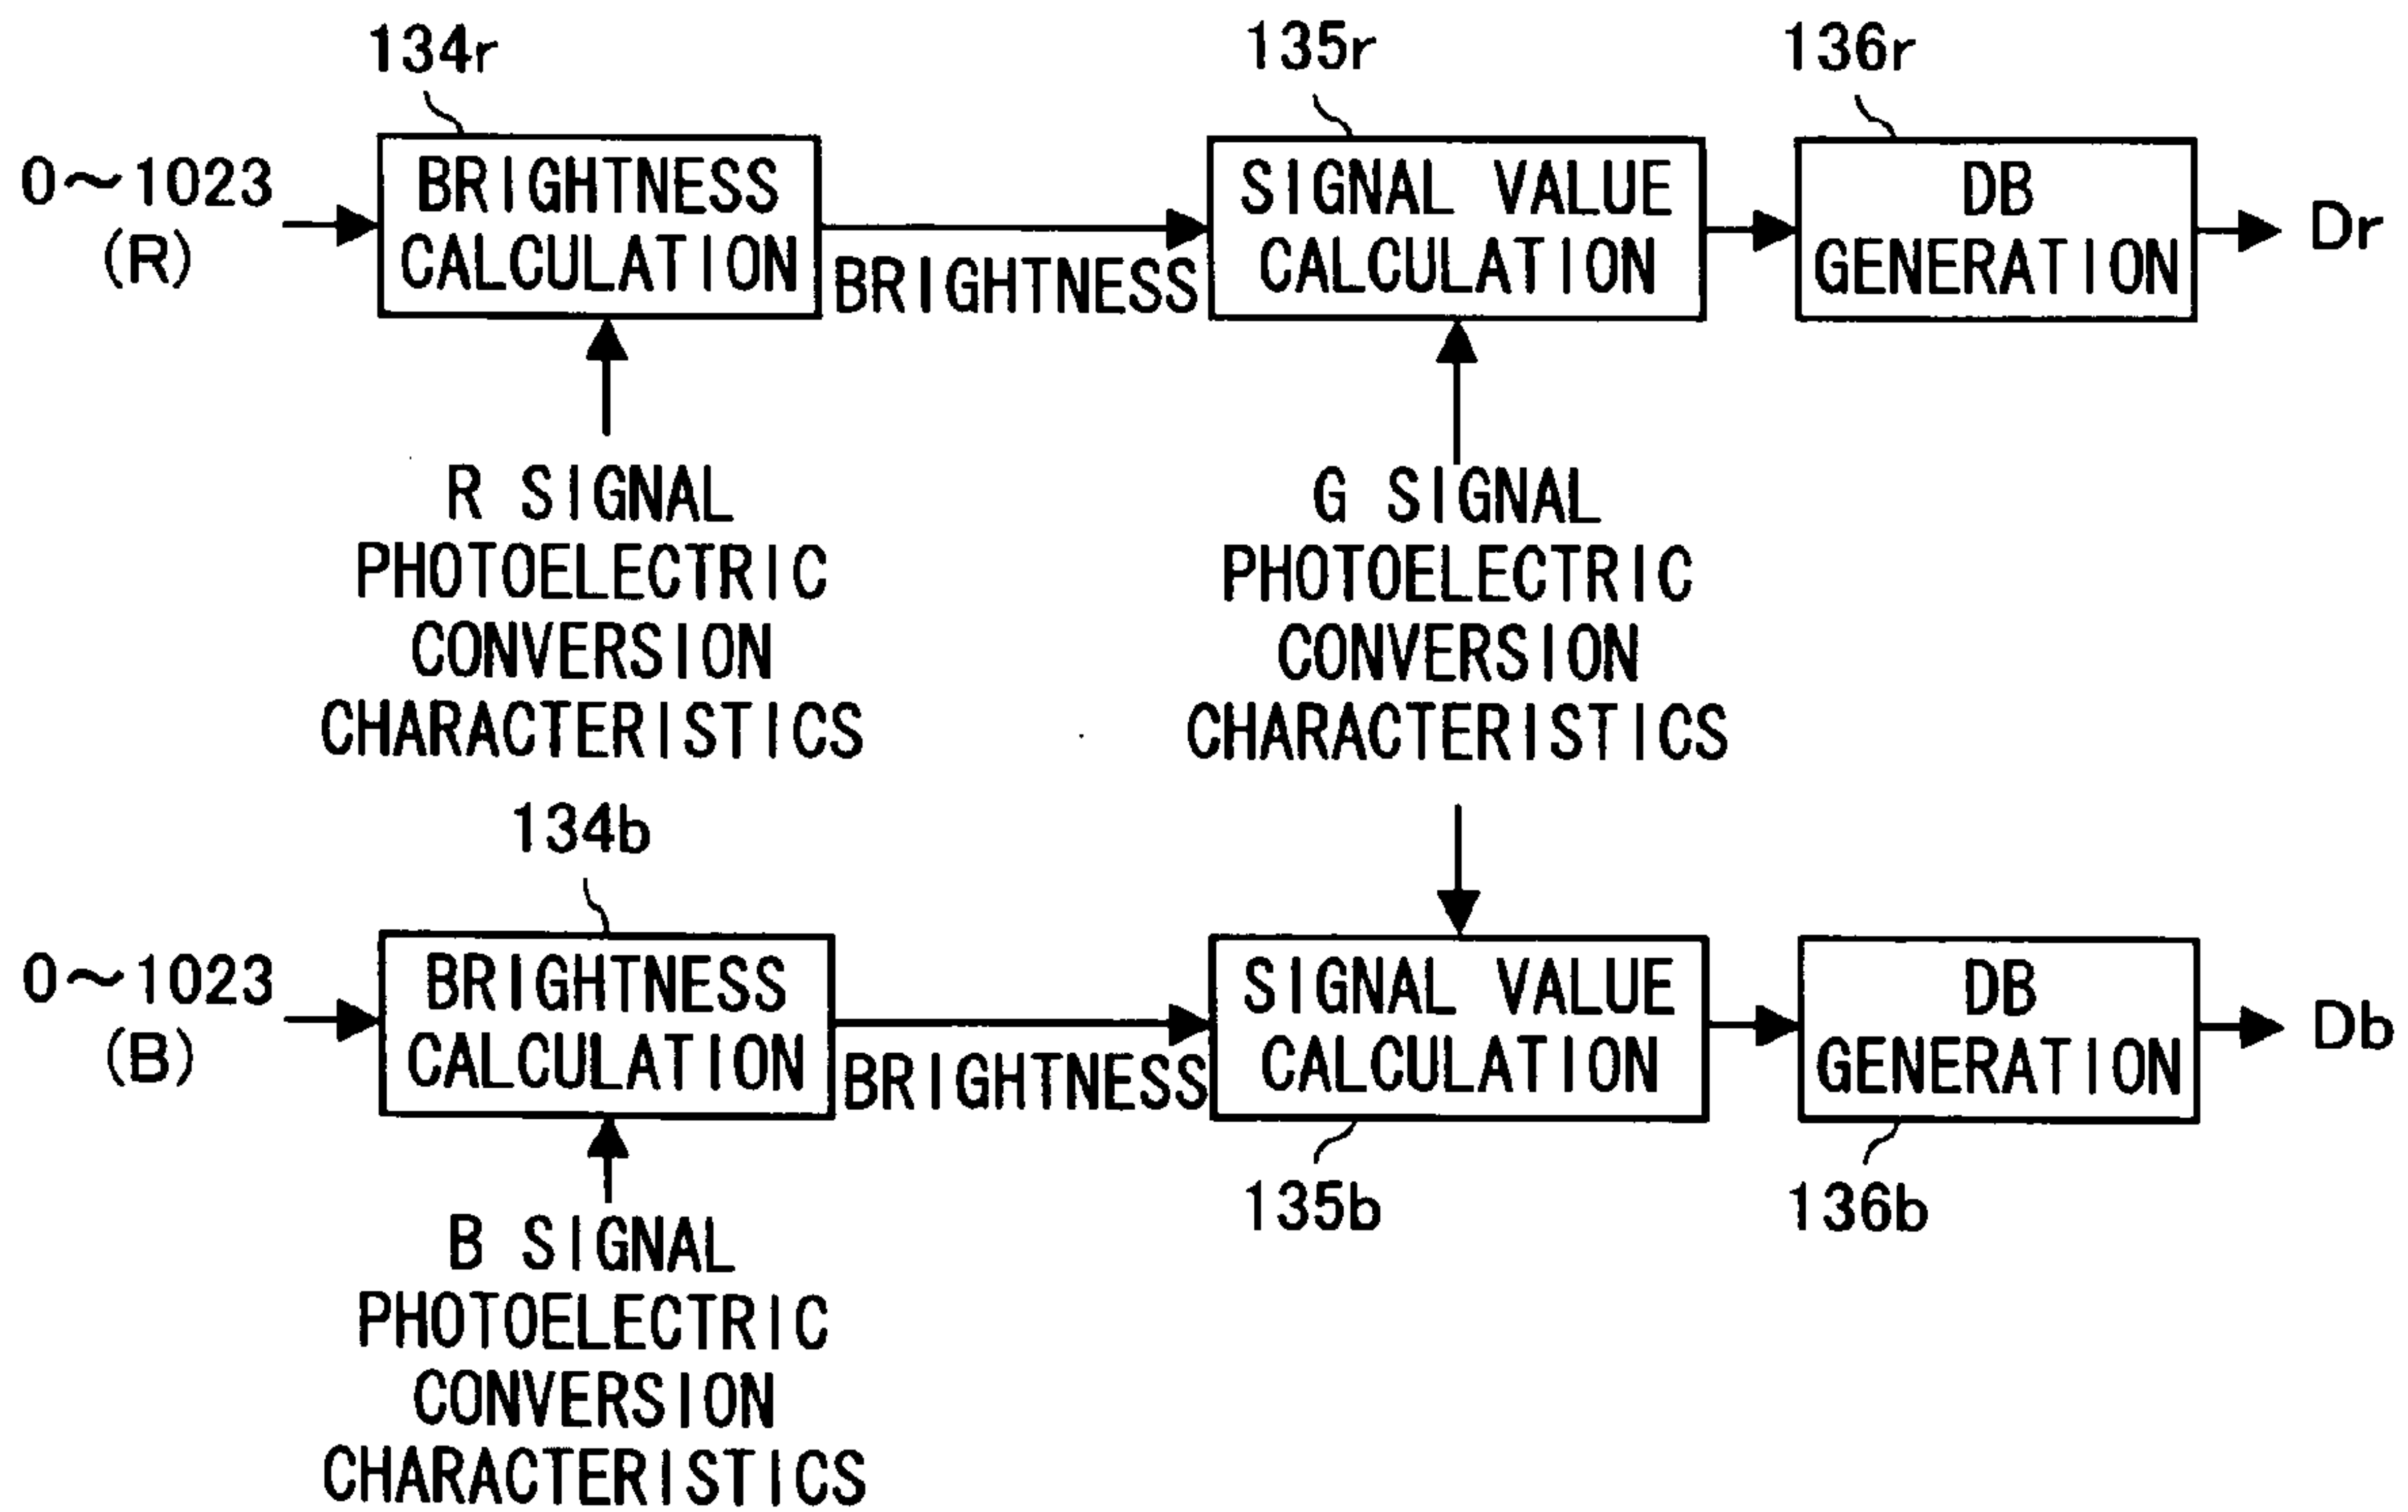 134r
135r
136r
0～1023
(R)
BRIGHTNESS
CALCULATION
BRIGHTNESS
SIGNAL VALUE
CALCULATION
DB
GENERATION
Dr
R SIGNAL
PHOTOELECTRIC
CONVERSION
CHARACTERISTICS
G SIGNAL
PHOTOELECTRIC
CONVERSION
CHARACTERISTICS
134b
0～1023
(B)
BRIGHTNESS
CALCULATION
BRIGHTNESS
SIGNAL VALUE
CALCULATION
DB
GENERATION
Db
135b
136b
B SIGNAL
PHOTOELECTRIC
CONVERSION
CHARACTERISTICS